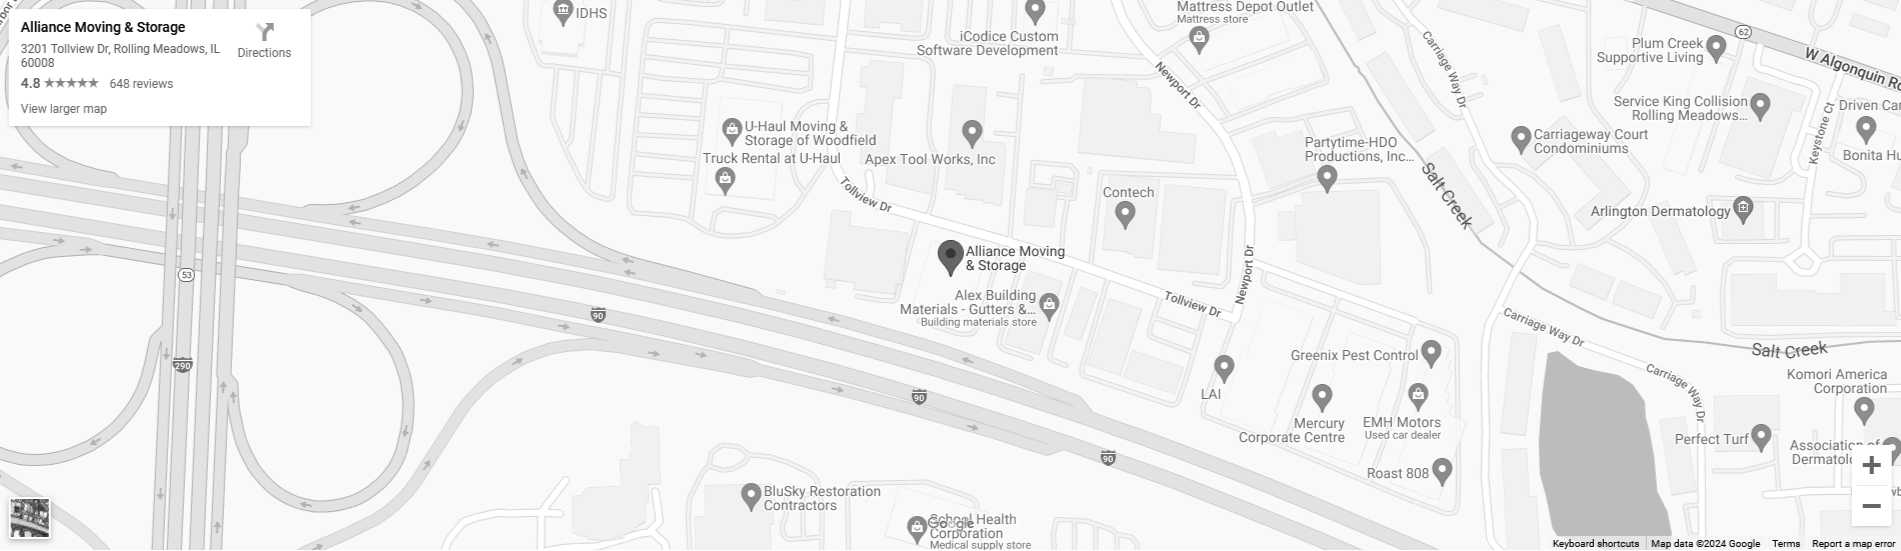 Alliance Moving & Storage
3201 Tollview Dr, Rolling Meadows, IL
60008
Directions
4.8 ★★★★★ 648 reviews
View larger map
IDHS
iCodice Custom
Software Development
Mattress Depot Outlet
Mattress store
Newport Dr
Carriage Way Dr
62
W Algonquin Rd
Plum Creek
Supportive Living
Service King Collision
Rolling Meadows...
Keystone Ct
Driven Car
Bonita Hu
U-Haul Moving &
Storage of Woodfield
Truck Rental at U-Haul
Apex Tool Works, Inc
Partytime-HDO
Productions, Inc...
Carriageway Court
Condominiums
Salt Creek
Tollview Dr
Contech
Arlington Dermatology
Alliance Moving
& Storage
Newport Dr
53
Alex Building
Materials - Gutters &...
Building materials store
Tollview Dr
90
Carriage Way Dr
290
Greenix Pest Control
Salt Creek
LAI
90
Mercury
Corporate Centre
EMH Motors
Used car dealer
Carriage Way Dr
Komori America
Corporation
Perfect Turf
Association of
Dermatolo
90
Roast 808
BluSky Restoration
Contractors
School Health
Corporation
Medical supply store
Google
+
−
Keyboard shortcuts
Map data ©2024 Google
Terms
Report a map error